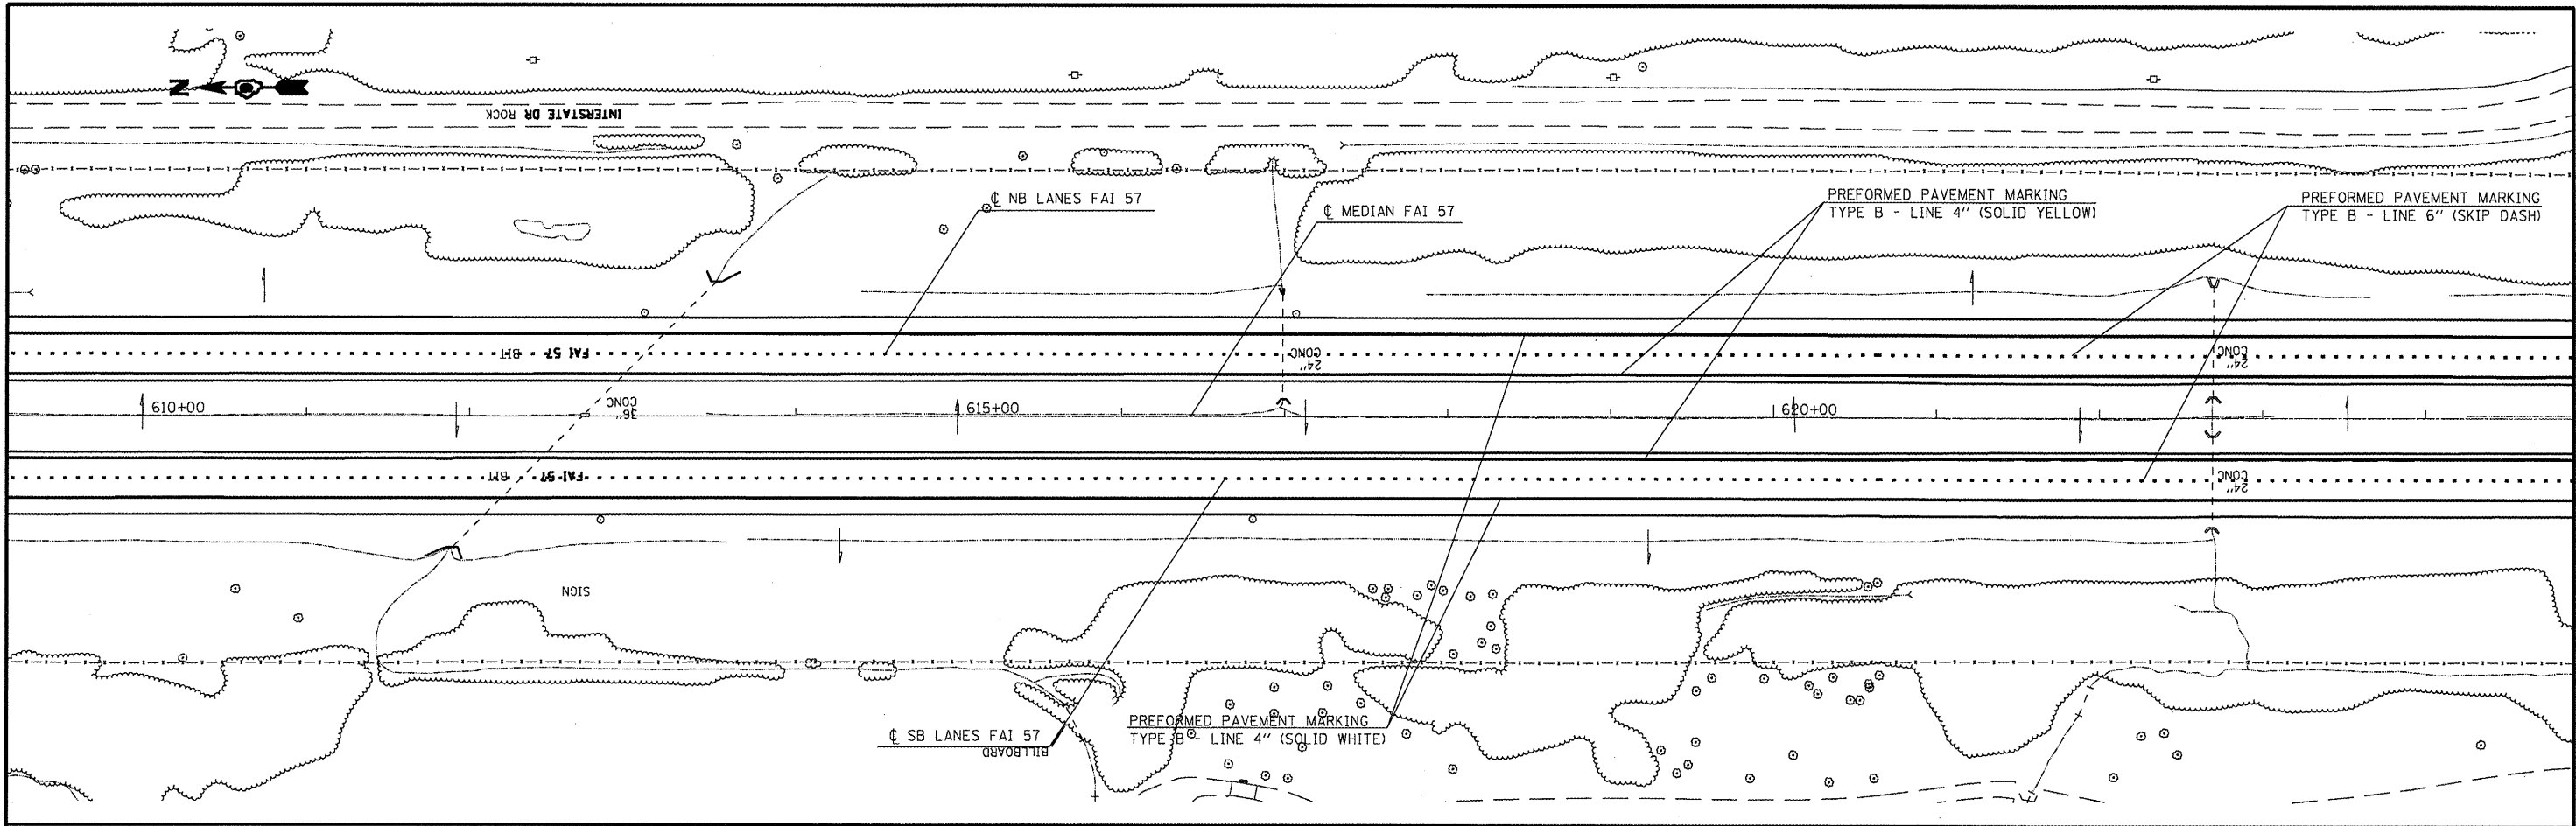 N
INTERSTATE DR ROCK
℄ NB LANES FAI 57
℄ MEDIAN FAI 57
PREFORMED PAVEMENT MARKING
TYPE B - LINE 4" (SOLID YELLOW)
PREFORMED PAVEMENT MARKING
TYPE B - LINE 6" (SKIP DASH)
FAI 57 BIT
24"
CONC
24"
CONC
610+00
36"
CONC
615+00
620+00
FAI 57 BIT
24"
CONC
SIGN
℄ SB LANES FAI 57
BILLBOARD
PREFORMED PAVEMENT MARKING
TYPE B - LINE 4" (SOLID WHITE)